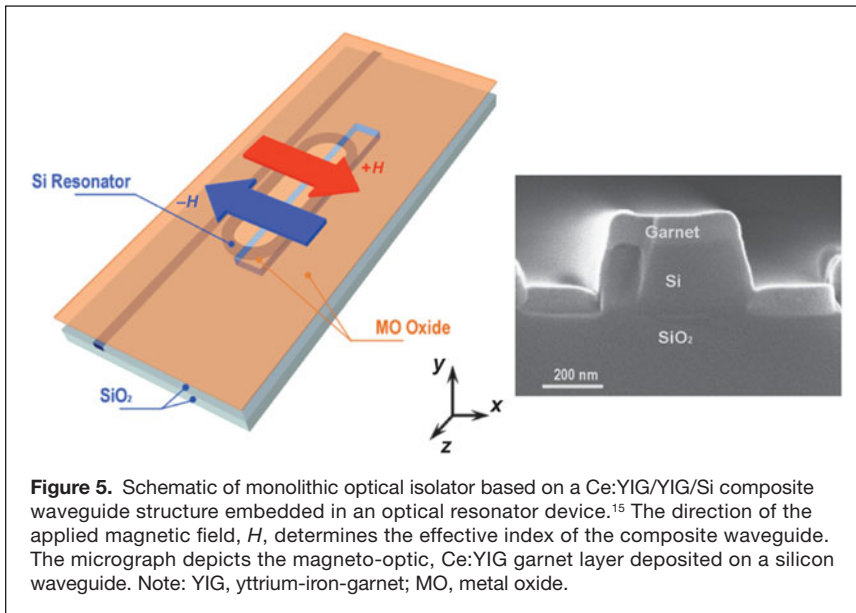 Si Resonator
+H
–H
MO Oxide
SiO₂
y
x
z
Garnet
Si
SiO₂
200 nm
Figure 5. Schematic of monolithic optical isolator based on a Ce:YIG/YIG/Si composite
waveguide structure embedded in an optical resonator device.¹⁵ The direction of the
applied magnetic field, H, determines the effective index of the composite waveguide.
The micrograph depicts the magneto-optic, Ce:YIG garnet layer deposited on a silicon
waveguide. Note: YIG, yttrium-iron-garnet; MO, metal oxide.